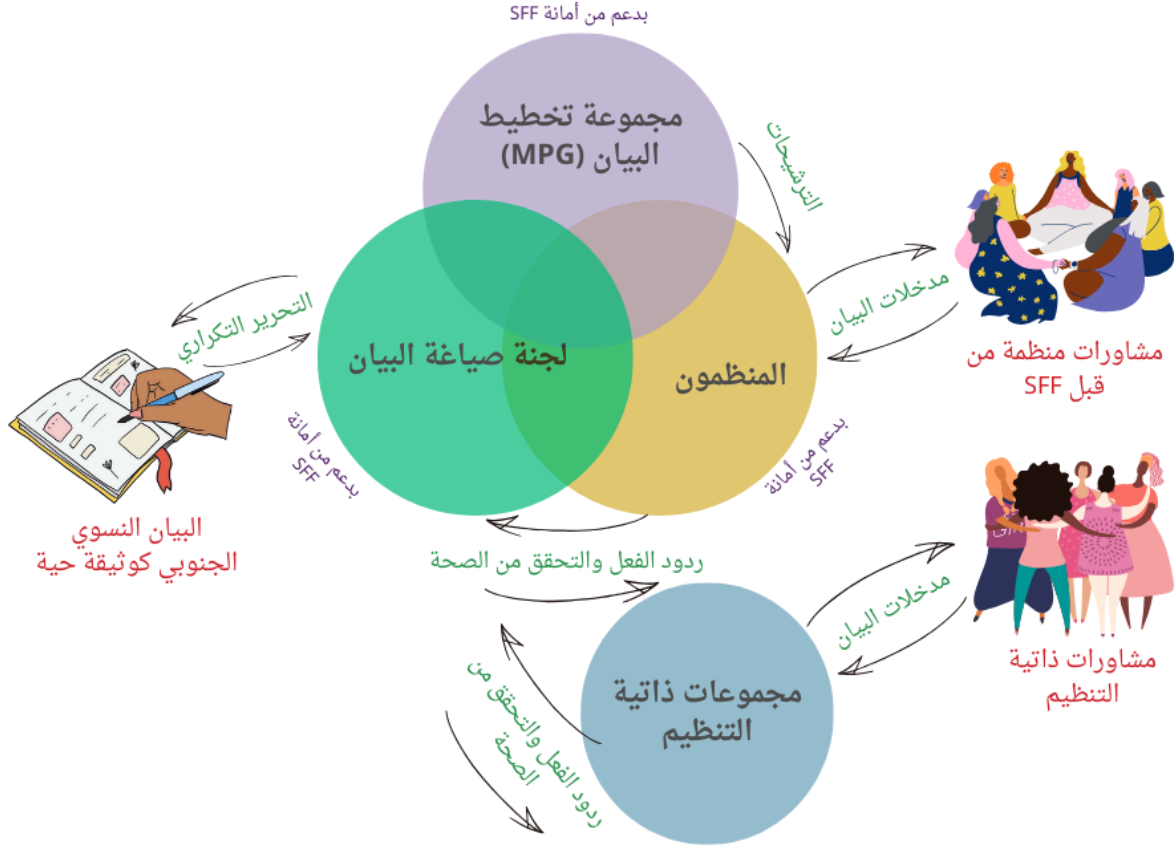 بدعم من أمانة SFF
مجموعة تخطيط
البيان (MPG)
الترشيحات
مدخلات البيان
مشاورات منظمة من
قبل SFF
التحرير التكراري
لجنة صياغة البيان
المنظمون
بدعم من أمانة
SFF
بدعم من أمانة
SFF
البيان النسوي
الجنوبي كوثيقة حية
ردود الفعل والتحقق من الصحة
مدخلات البيان
مشاورات ذاتية
التنظيم
مجموعات ذاتية
التنظيم
ردود الفعل والتحقق من
الصحة